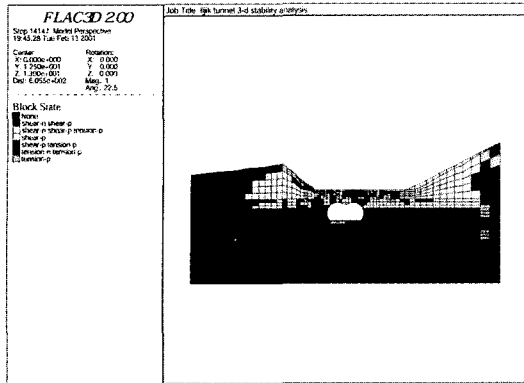 FLAC3D 2.00
Step 14147 Model Perspective
19:45:28 Tue Feb 13 2001
Center: Rotation:
X: 0.000e+000 X: 0.000
Y: 1.250e+001 Y: 0.000
Z: 1.390e+001 Z: 0.000
Dist: 6.055e+002 Mag.: 1
Ang.: 22.5
Block State
None
shear-n shear-p
shear-n shear-p tension-p
shear-p
shear-p tension-p
tension-n tension-p
tension-p
Job Title: tunnel 3-d stability analysis